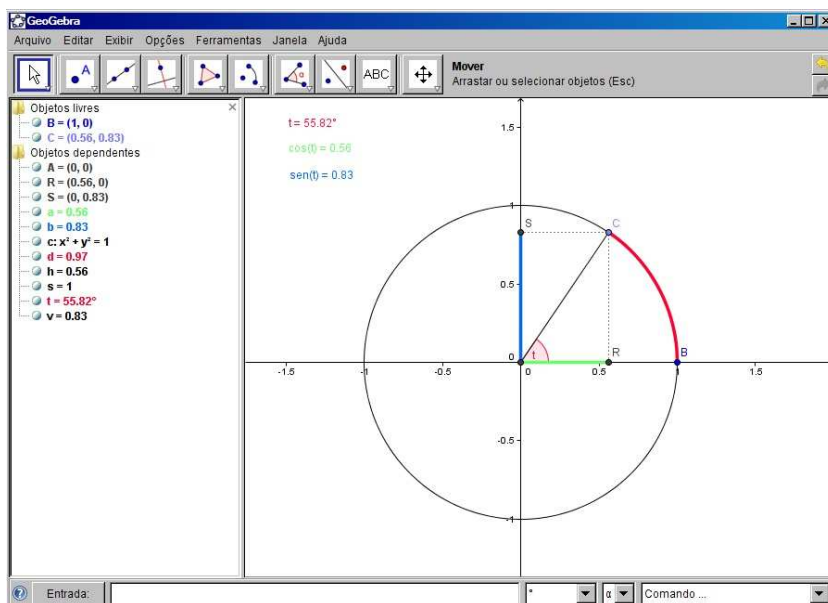 GeoGebra
Arquivo Editar Exibir Opções Ferramentas Janela Ajuda
A
ABC
Mover
Arrastar ou selecionar objetos (Esc)
Objetos livres
B = (1, 0)
C = (0.56, 0.83)
Objetos dependentes
A = (0, 0)
R = (0.56, 0)
S = (0, 0.83)
a = 0.56
b = 0.83
c: x² + y² = 1
d = 0.97
h = 0.56
s = 1
t = 55.82º
v = 0.83
t = 55.82º
cos(t) = 0.56
sen(t) = 0.83
1.5
1
S
C
0.5
O
t
R
B
-1.5
-1
-0.5
0
0.5
1
1.5
-0.5
-1
Entrada:
º
α
Comando ...